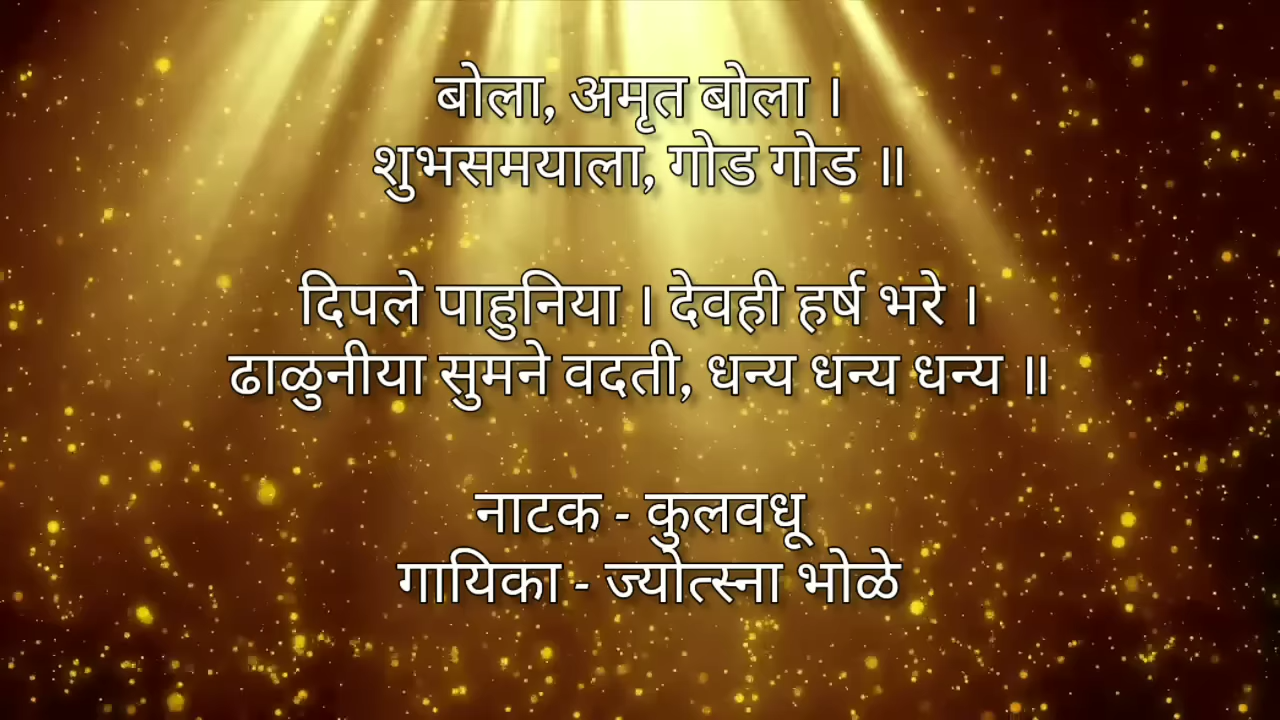 बोला, अमृत बोला ।
शुभसमयाला, गोड गोड ॥
दिपले पाहुनिया । देवही हर्ष भरे ।
ढाळुनीया सुमने वदती, धन्य धन्य धन्य ॥
नाटक - कुलवधू
गायिका - ज्योत्स्ना भोळे